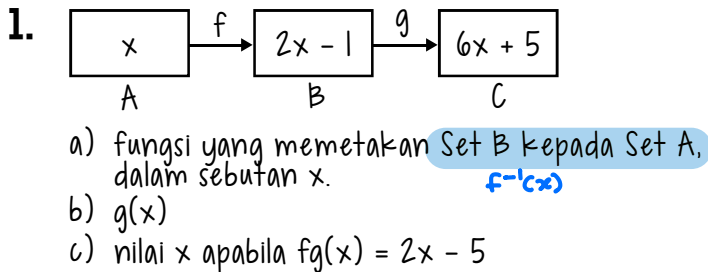 1.
f g
x 2x - 1 6x + 5
A B C
a) fungsi yang memetakan Set B kepada Set A,
dalam sebutan x.
f⁻¹(x)
b) g(x)
c) nilai x apabila fg(x) = 2x - 5